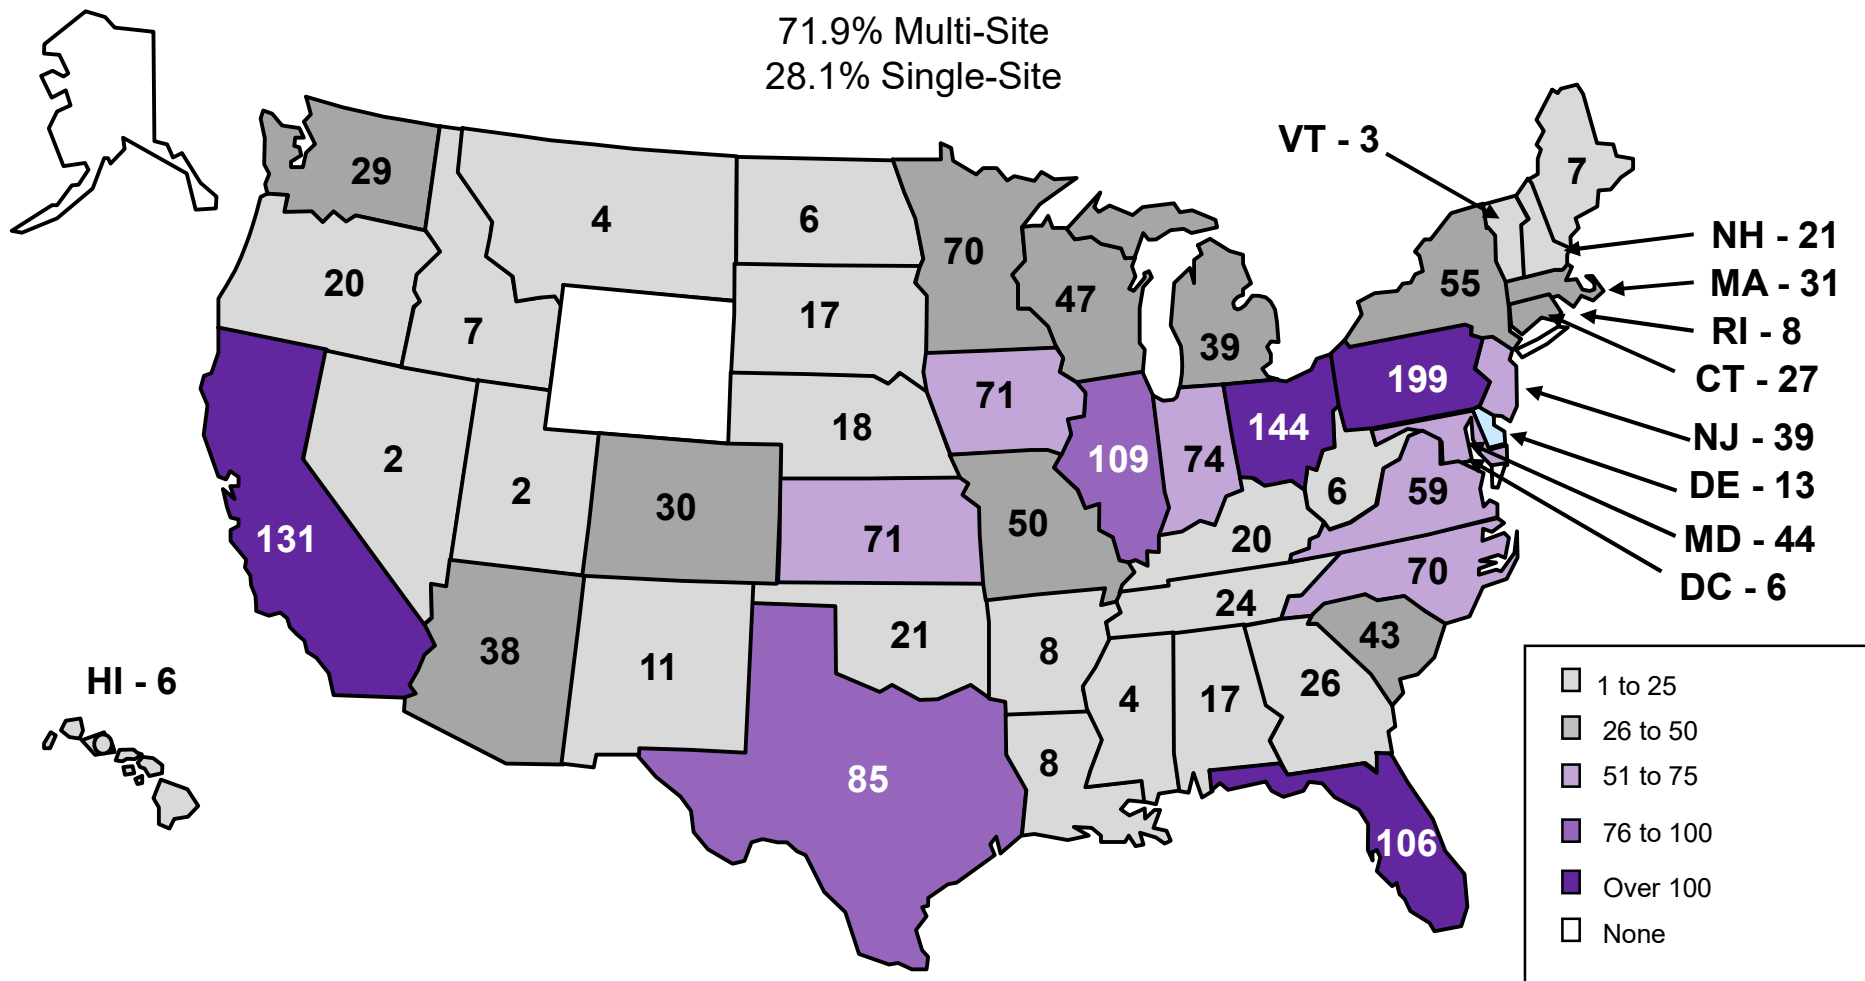 71.9% Multi-Site
28.1% Single-Site
VT - 3
7
29
4
6
70
NH - 21
20
55
MA - 31
17
47
7
RI - 8
39
199
CT - 27
71
18
144
NJ - 39
2
109
74
2
6
59
DE - 13
30
50
131
71
20
MD - 44
70
DC - 6
24
21
43
38
11
8
HI - 6
4
17
26
8
85
106
1 to 25
26 to 50
51 to 75
76 to 100
Over 100
None